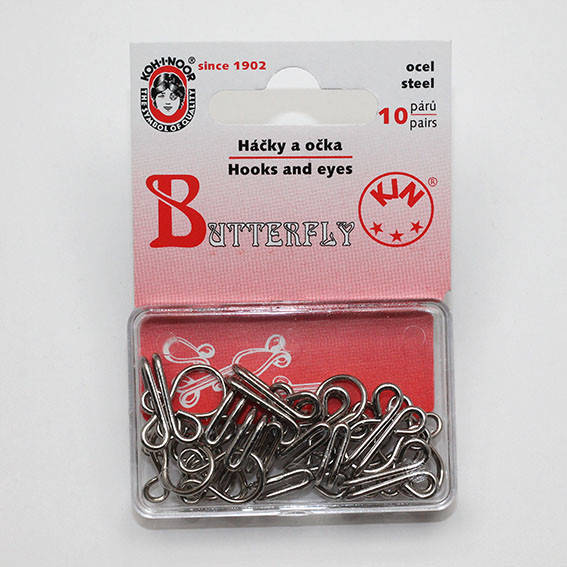 KOH-I-NOOR®
THE SYMBOL OF QUALITY
since 1902
ocel
steel
10 párů
pairs
Háčky a očka
Hooks and eyes
BUTTERFLY
KIN®